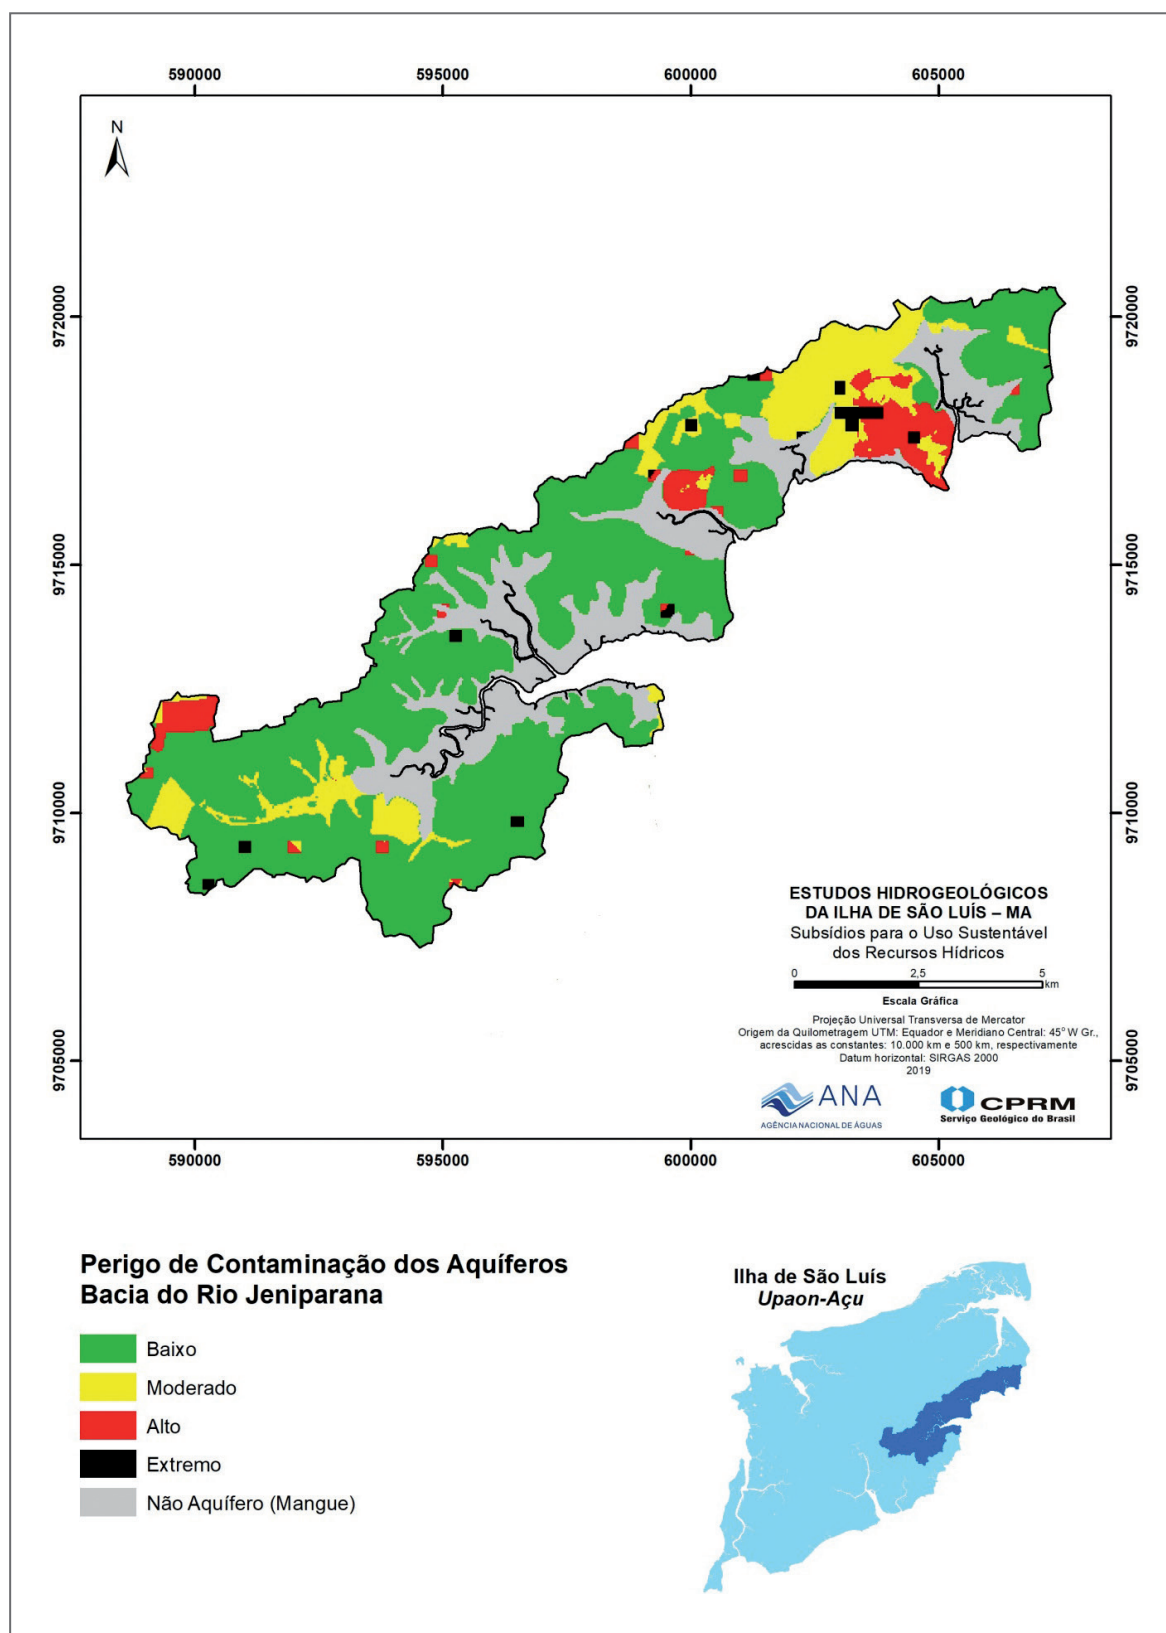 590000
595000
600000
605000
N
9720000
9720000
9715000
9715000
9710000
9710000
9705000
9705000
ESTUDOS HIDROGEOLÓGICOS
DA ILHA DE SÃO LUÍS – MA
Subsídios para o Uso Sustentável
dos Recursos Hídricos
0
2,5
5
km
Escala Gráfica
Projeção Universal Transversa de Mercator
Origem da Quilometragem UTM: Equador e Meridiano Central: 45° W Gr.,
acrescidas as constantes: 10.000 km e 500 km, respectivamente
Datum horizontal: SIRGAS 2000
2019
ANA
AGÊNCIA NACIONAL DE ÁGUAS
CPRM
Serviço Geológico do Brasil
590000
595000
600000
605000
Perigo de Contaminação dos Aquíferos
Bacia do Rio Jeniparana
Baixo
Moderado
Alto
Extremo
Não Aquífero (Mangue)
Ilha de São Luís
Upaon-Açu